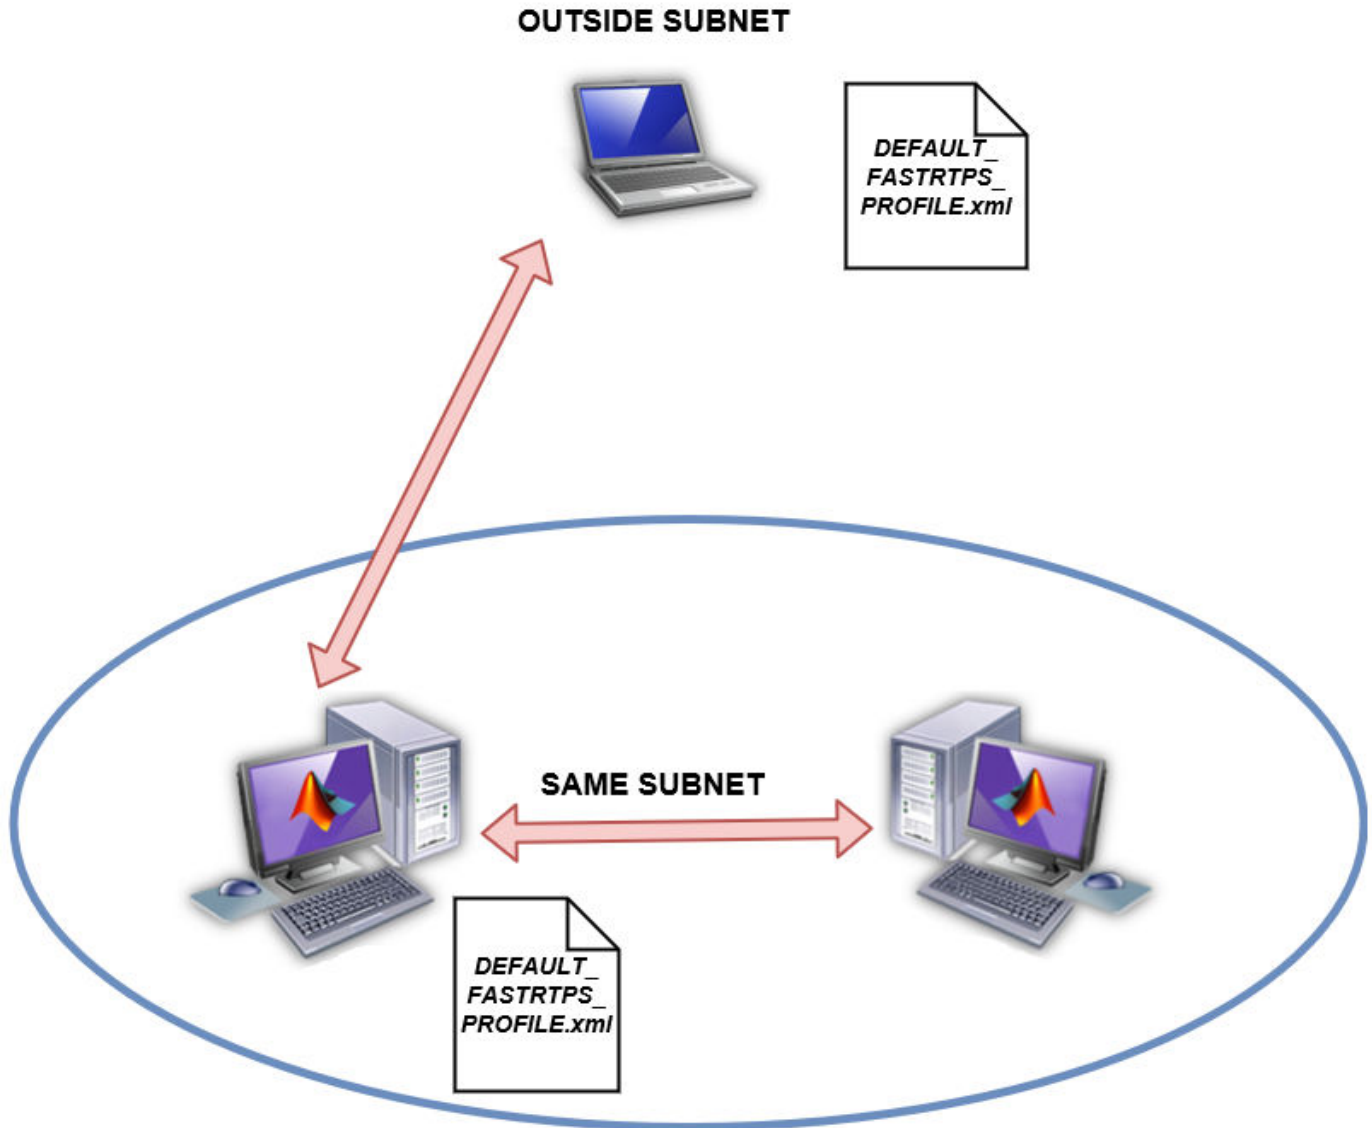 OUTSIDE SUBNET
DEFAULT_
FASTRTPS_
PROFILE.xml
SAME SUBNET
DEFAULT_
FASTRTPS_
PROFILE.xml